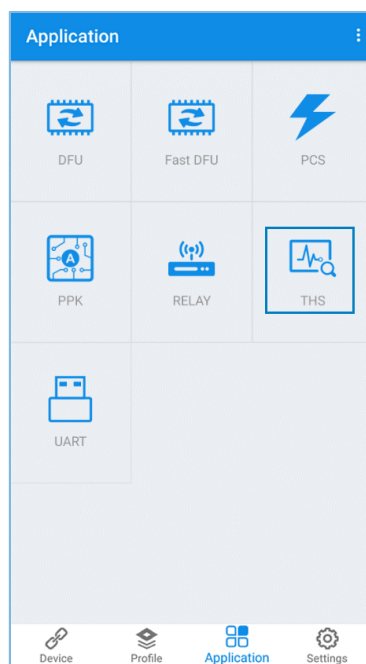 Application
DFU
Fast DFU
PCS
A
PPK
RELAY
THS
UART
Device
Profile
Application
Settings